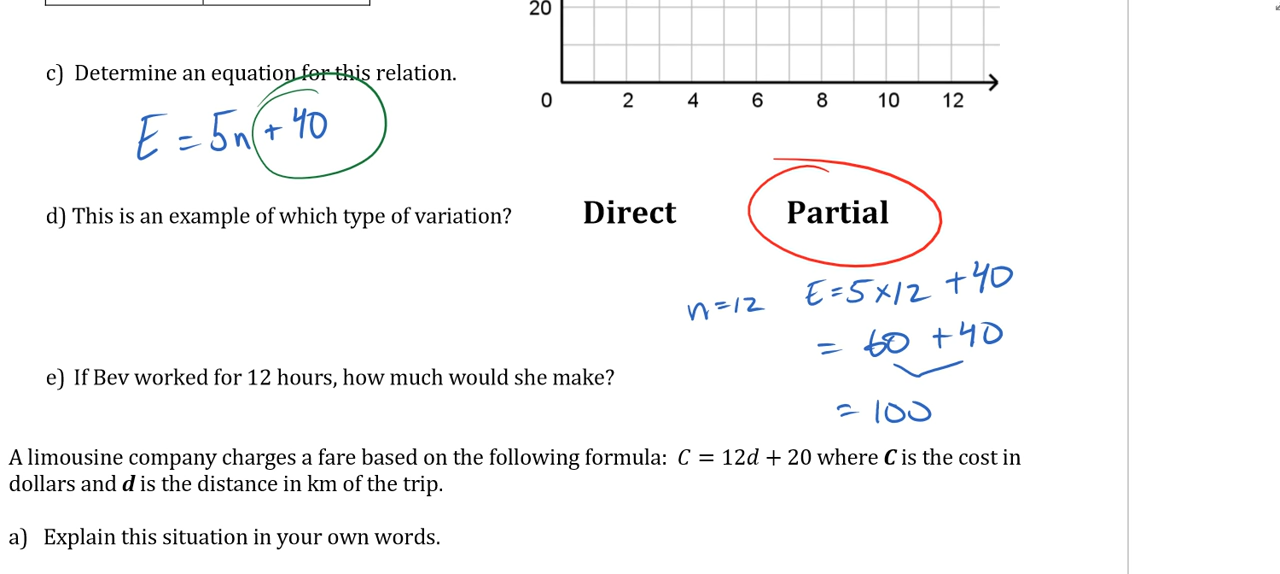 20
c) Determine an equation for this relation.
0 2 4 6 8 10 12
E = 5n + 40
d) This is an example of which type of variation? Direct Partial
n=12 E=5×12 +40
= 60 +40
e) If Bev worked for 12 hours, how much would she make?
= 100
A limousine company charges a fare based on the following formula: C = 12d + 20 where C is the cost in
dollars and d is the distance in km of the trip.
a) Explain this situation in your own words.